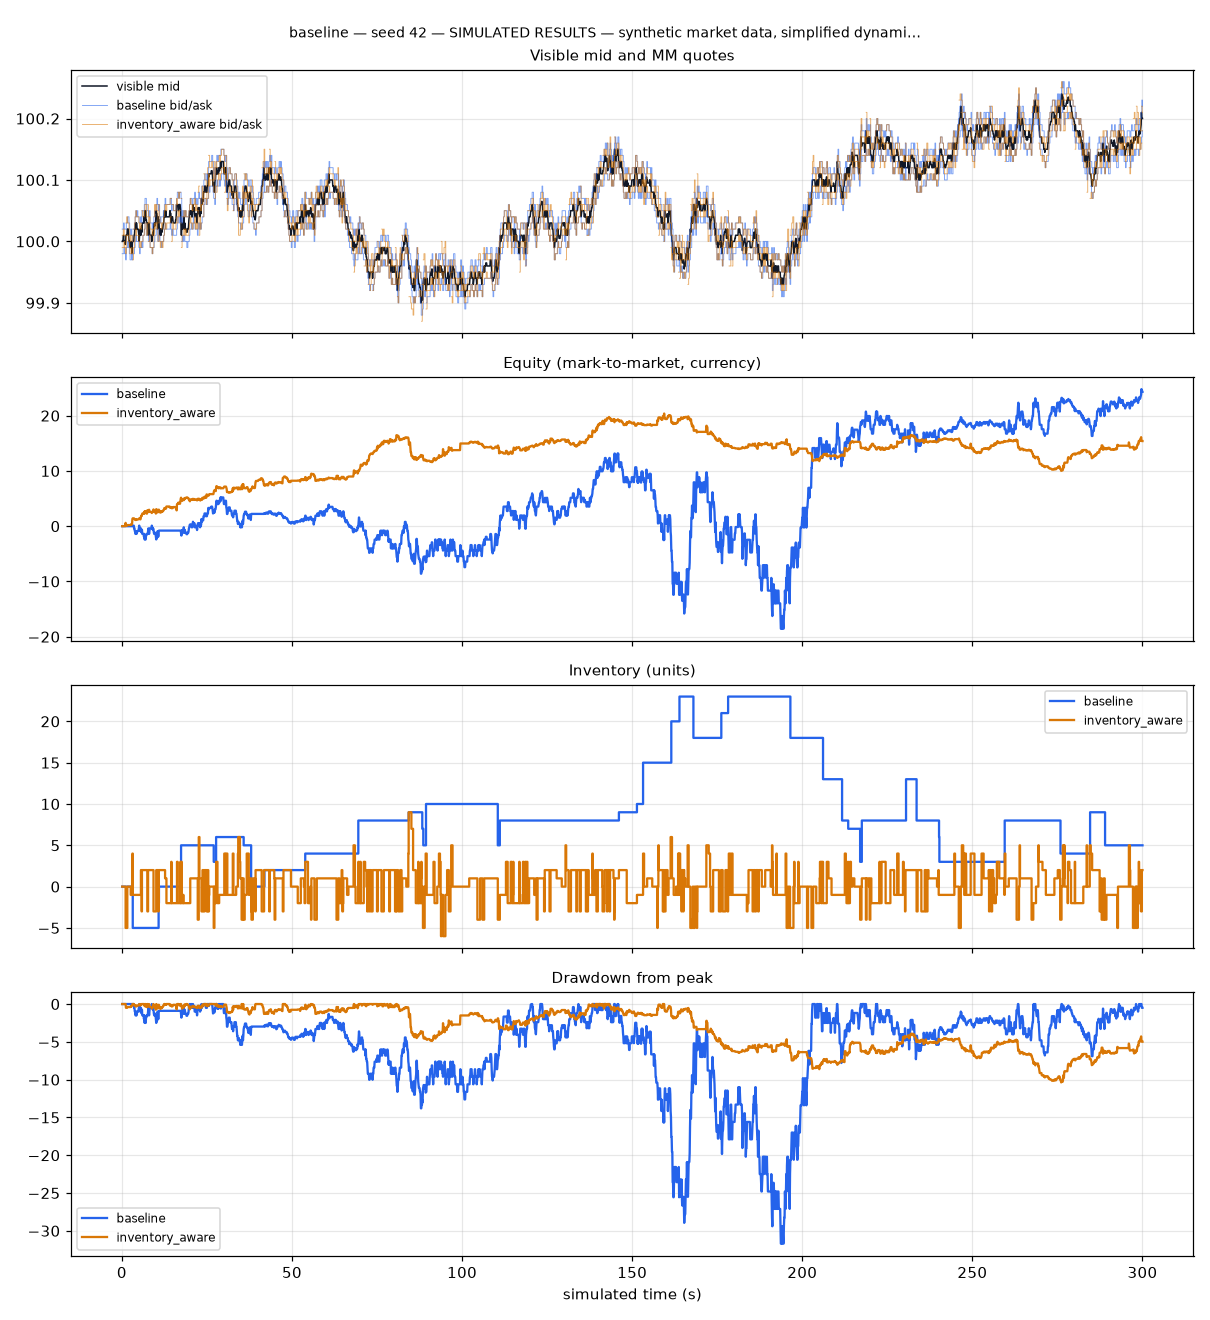 baseline — seed 42 — SIMULATED RESULTS — synthetic market data, simplified dynami...
Visible mid and MM quotes
visible mid
baseline bid/ask
inventory_aware bid/ask
100.2
100.1
100.0
99.9
Equity (mark-to-market, currency)
baseline
inventory_aware
20
10
0
−10
−20
Inventory (units)
baseline
inventory_aware
20
15
10
5
0
−5
Drawdown from peak
0
−5
−10
−15
−20
−25
−30
baseline
inventory_aware
0 50 100 150 200 250 300
simulated time (s)